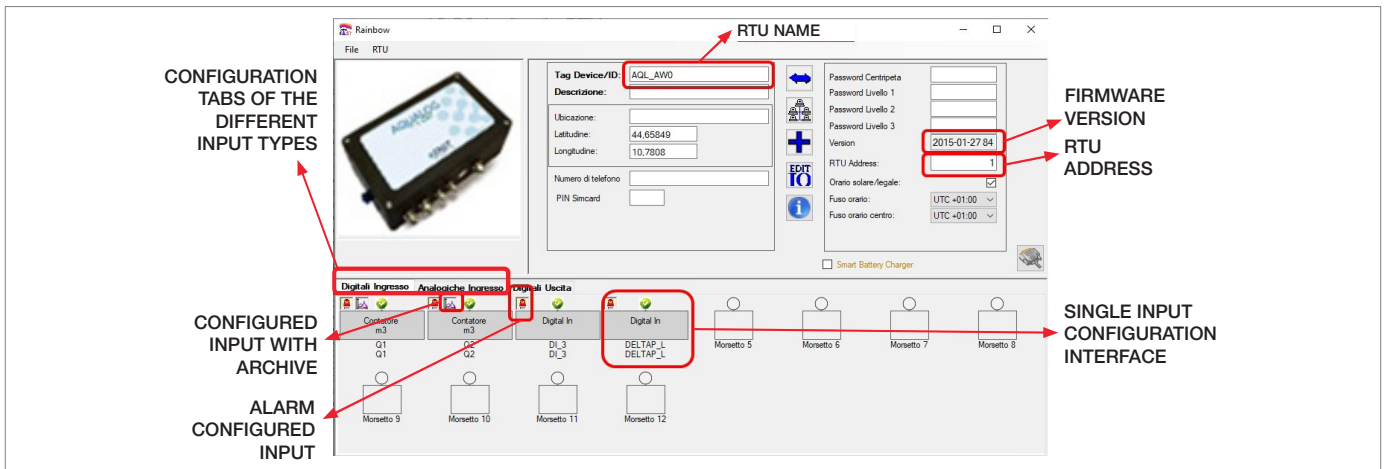 RTU NAME
Rainbow
File RTU
CONFIGURATION
TABS OF THE
DIFFERENT
INPUT TYPES
AQUALOG
Tag Device/ID: AQL_AW0
Descrizione:
Ubicazione:
Latitudine: 44,65849
Longitudine: 10,7808
Numero di telefono
PIN Simcard
EDIT
IO
Password Centripeta
Password Livello 1
Password Livello 2
Password Livello 3
Version 2015-01-27 84
RTU Address: 1
Orario solare/legale:
Fuso orario: UTC +01:00
Fuso orario centro: UTC +01:00
Smart Battery Charger
FIRMWARE
VERSION
RTU
ADDRESS
Digitali Ingresso Analogiche Ingresso Digitali Uscita
Contatore
m3
Q1
Q1
Contatore
m3
Q2
Q2
Digital In
DI_3
DI_3
Digital In
DELTAP_L
DELTAP_L
Morsetto 5
Morsetto 6
Morsetto 7
Morsetto 8
Morsetto 9
Morsetto 10
Morsetto 11
Morsetto 12
CONFIGURED
INPUT WITH
ARCHIVE
ALARM
CONFIGURED
INPUT
SINGLE INPUT
CONFIGURATION
INTERFACE